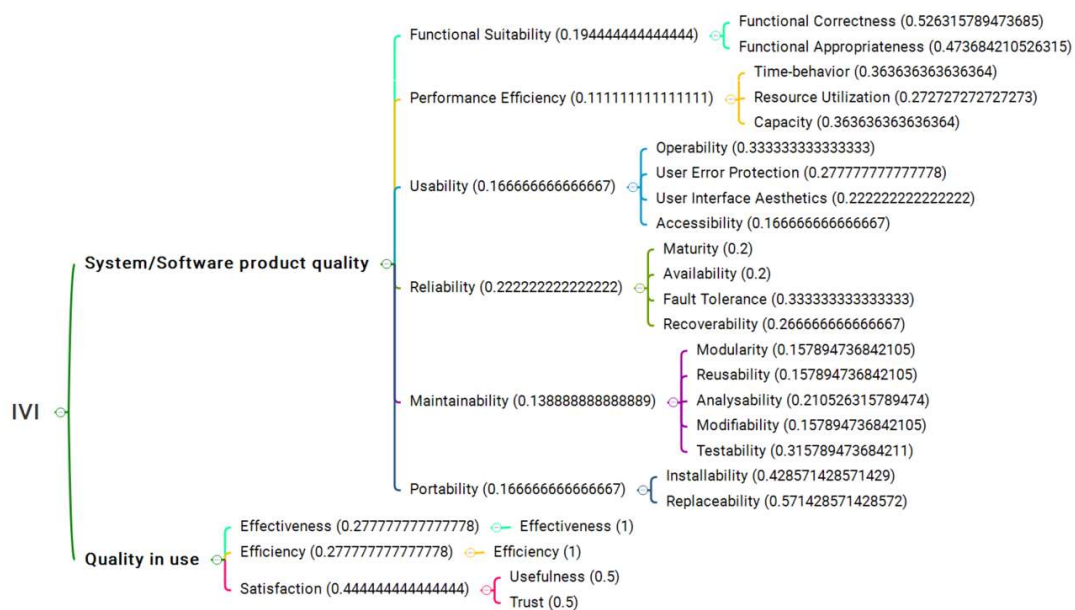 IVI
System/Software product quality
Functional Suitability (0.194444444444444)
Functional Correctness (0.526315789473685)
Functional Appropriateness (0.473684210526315)
Performance Efficiency (0.111111111111111)
Time-behavior (0.363636363636364)
Resource Utilization (0.272727272727273)
Capacity (0.363636363636364)
Usability (0.166666666666667)
Operability (0.333333333333333)
User Error Protection (0.277777777777778)
User Interface Aesthetics (0.222222222222222)
Accessibility (0.166666666666667)
Reliability (0.222222222222222)
Maturity (0.2)
Availability (0.2)
Fault Tolerance (0.333333333333333)
Recoverability (0.266666666666667)
Maintainability (0.138888888888889)
Modularity (0.157894736842105)
Reusability (0.157894736842105)
Analysability (0.210526315789474)
Modifiability (0.157894736842105)
Testability (0.315789473684211)
Portability (0.166666666666667)
Installability (0.428571428571429)
Replaceability (0.571428571428572)
Quality in use
Effectiveness (0.277777777777778)
Effectiveness (1)
Efficiency (0.277777777777778)
Efficiency (1)
Satisfaction (0.444444444444444)
Usefulness (0.5)
Trust (0.5)